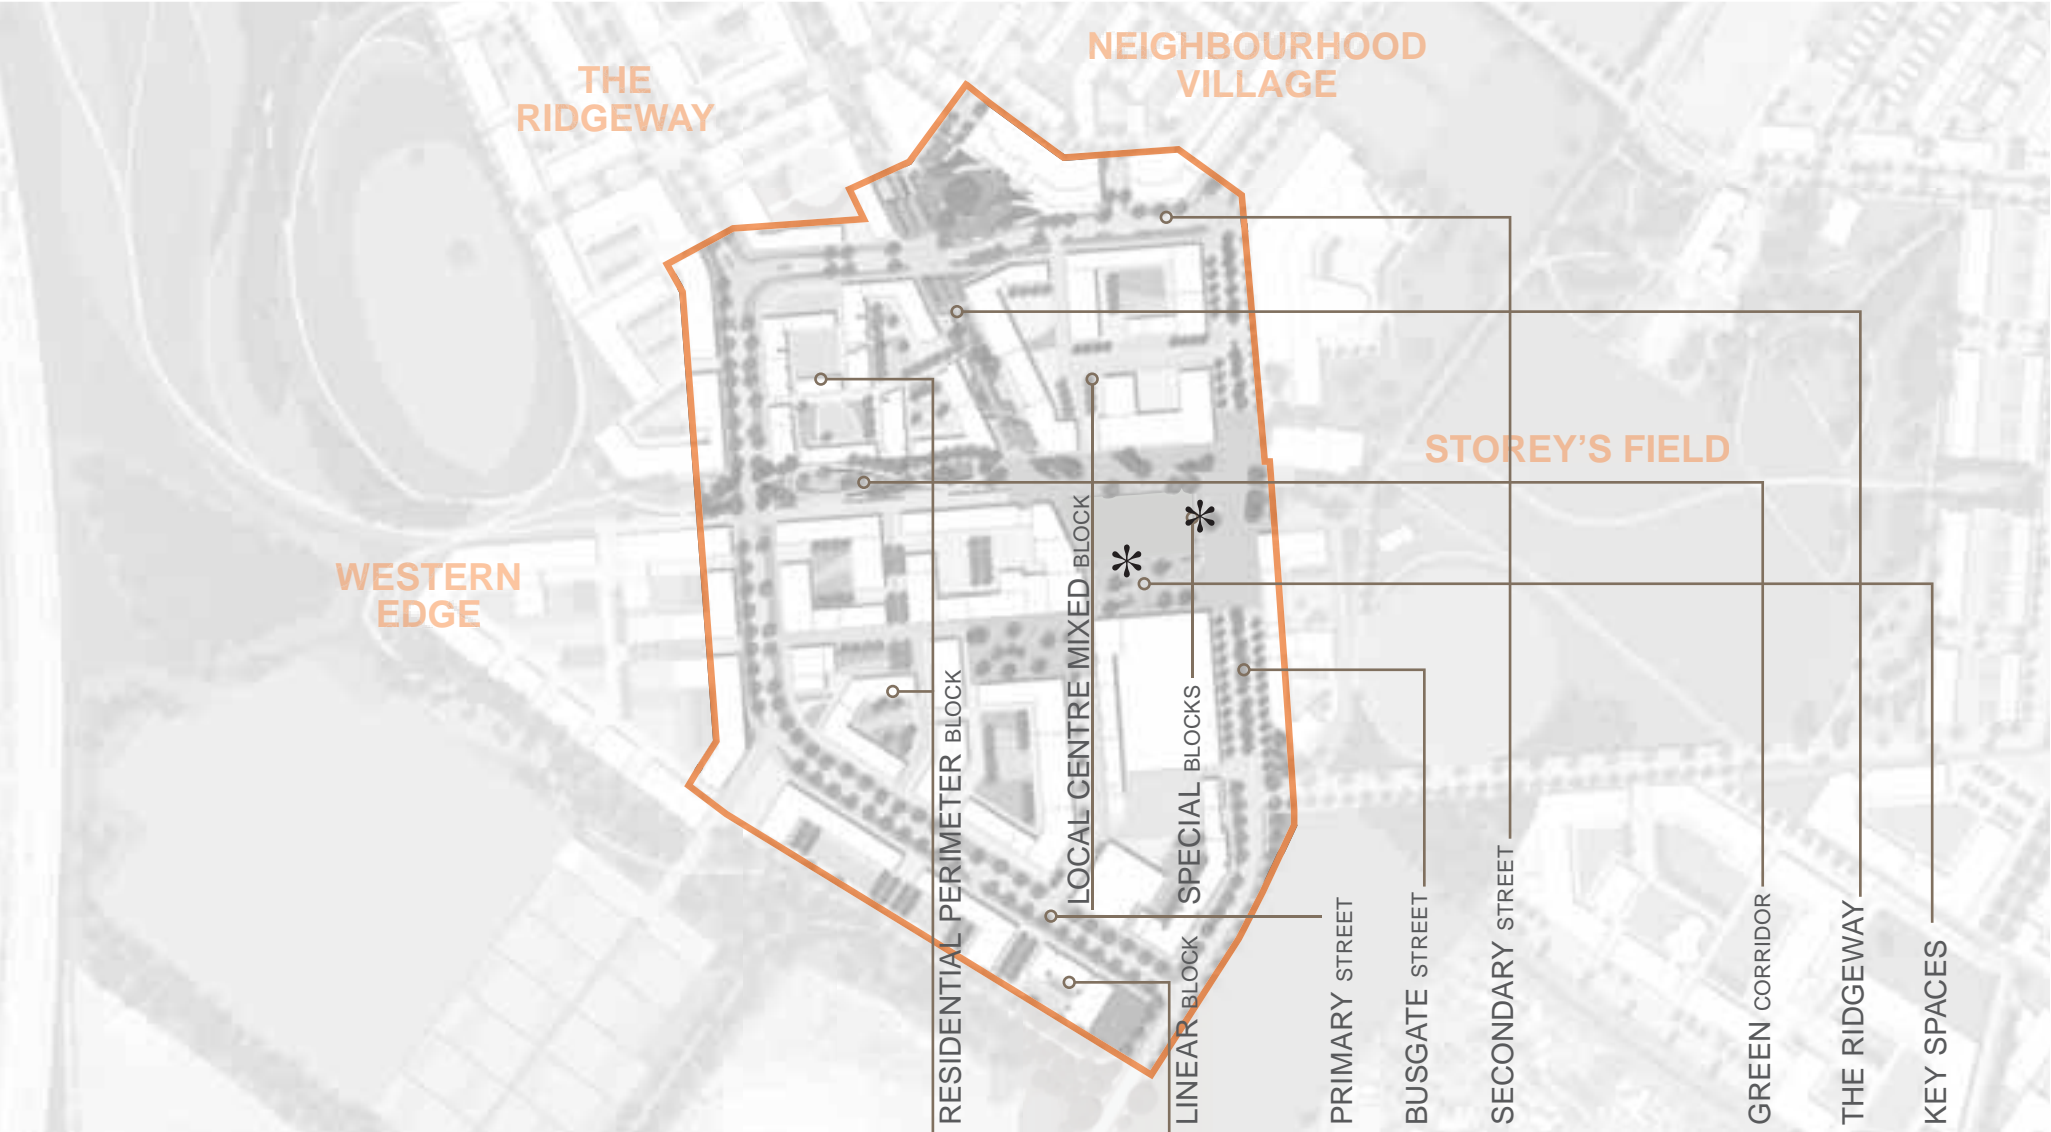 NEIGHBOURHOOD
VILLAGE
THE
RIDGEWAY
STOREY'S FIELD
WESTERN
EDGE
RESIDENTIAL PERIMETER BLOCK
LOCAL CENTRE MIXED BLOCK
SPECIAL BLOCKS
LINEAR BLOCK
PRIMARY STREET
BUSGATE STREET
SECONDARY STREET
GREEN CORRIDOR
THE RIDGEWAY
KEY SPACES
*
*